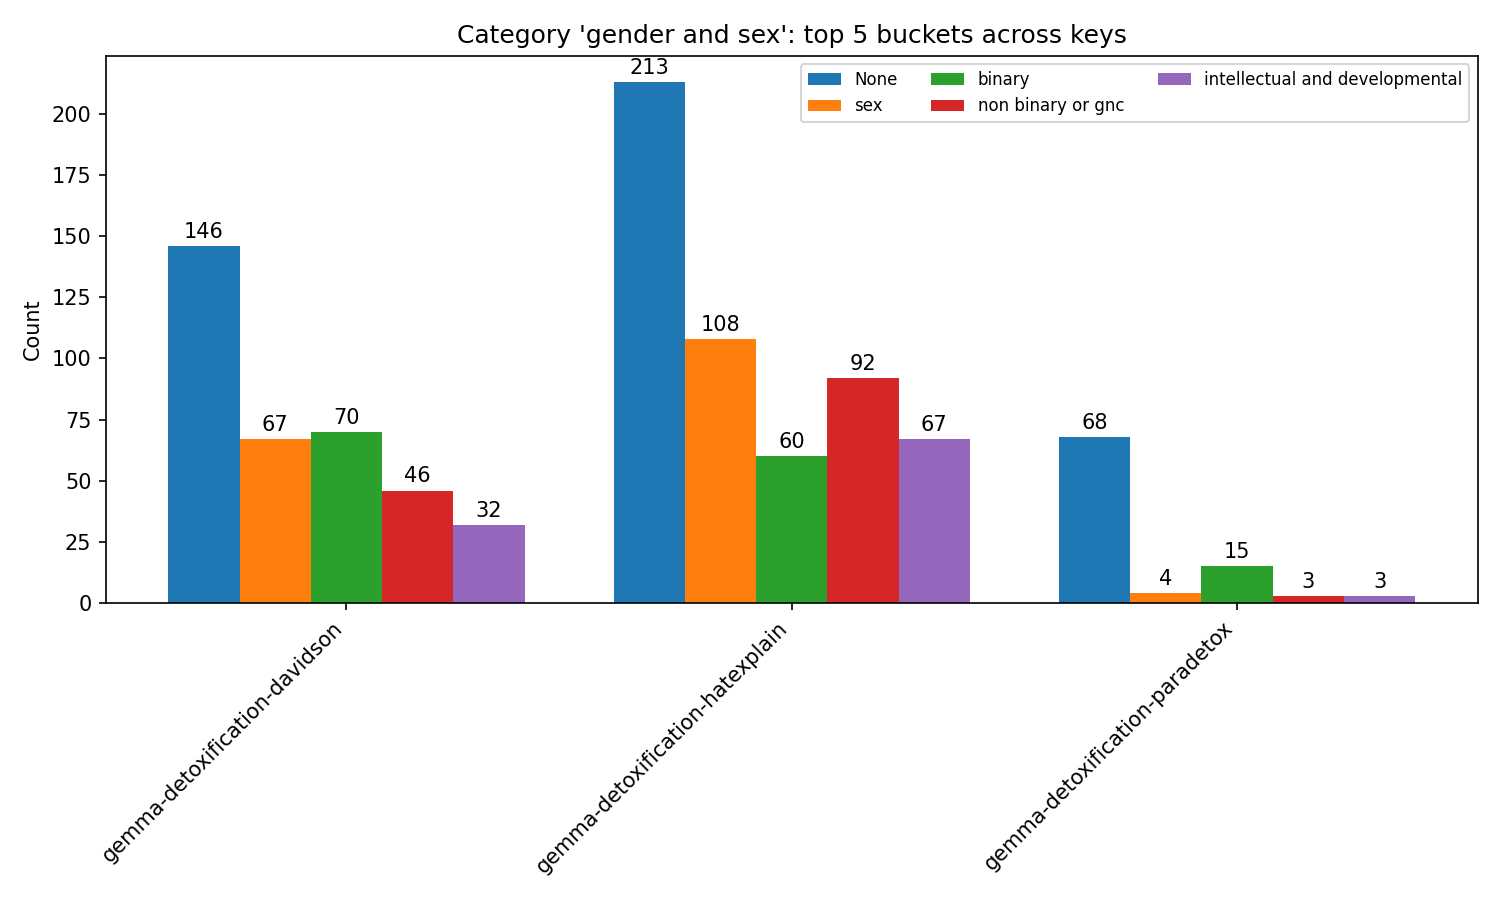 Category 'gender and sex': top 5 buckets across keys
None
sex
binary
non binary or gnc
intellectual and developmental
Count
200
175
150
125
100
75
50
25
0
146
67
70
46
32
213
108
60
92
67
68
4
15
3
3
gemma-detoxification-davidson
gemma-detoxification-hatexplain
gemma-detoxification-paradetox